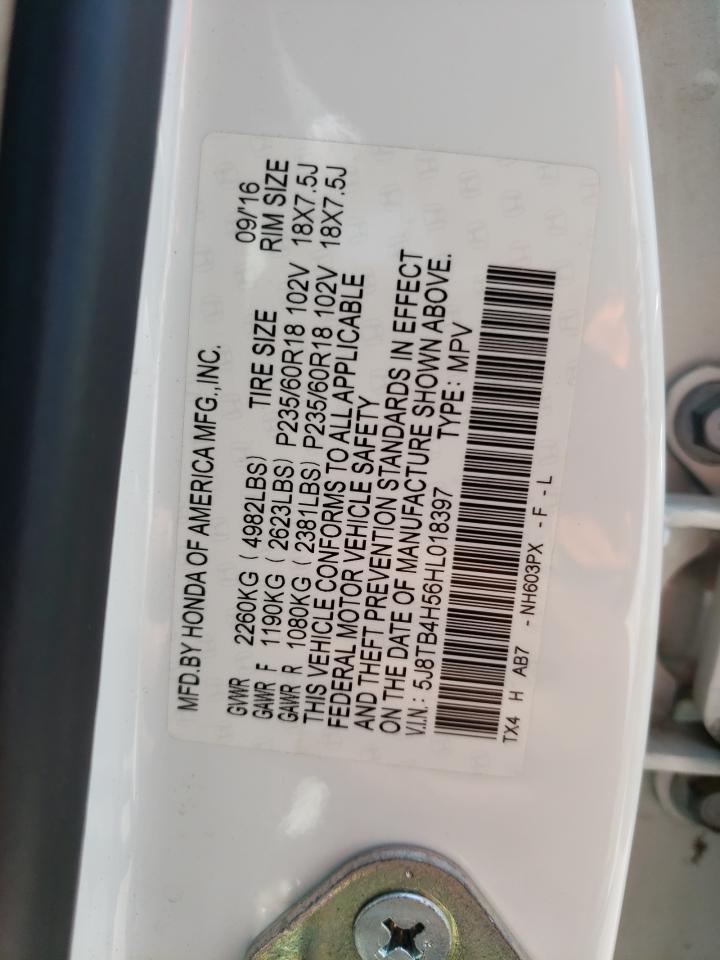 MFD.BY HONDA OF AMERICA MFG.,INC. 09/'16
GVWR 2260KG ( 4982LBS) TIRE SIZE RIM SIZE
GAWR F 1190KG ( 2623LBS) P235/60R18 102V 18X7.5J
GAWR R 1080KG ( 2381LBS) P235/60R18 102V 18X7.5J
THIS VEHICLE CONFORMS TO ALL APPLICABLE
FEDERAL MOTOR VEHICLE SAFETY
AND THEFT PREVENTION STANDARDS IN EFFECT
ON THE DATE OF MANUFACTURE SHOWN ABOVE.
V.I.N.: 5J8TB4H56HL018397 TYPE: MPV
TX4 H AB7 - NH603PX - F - L